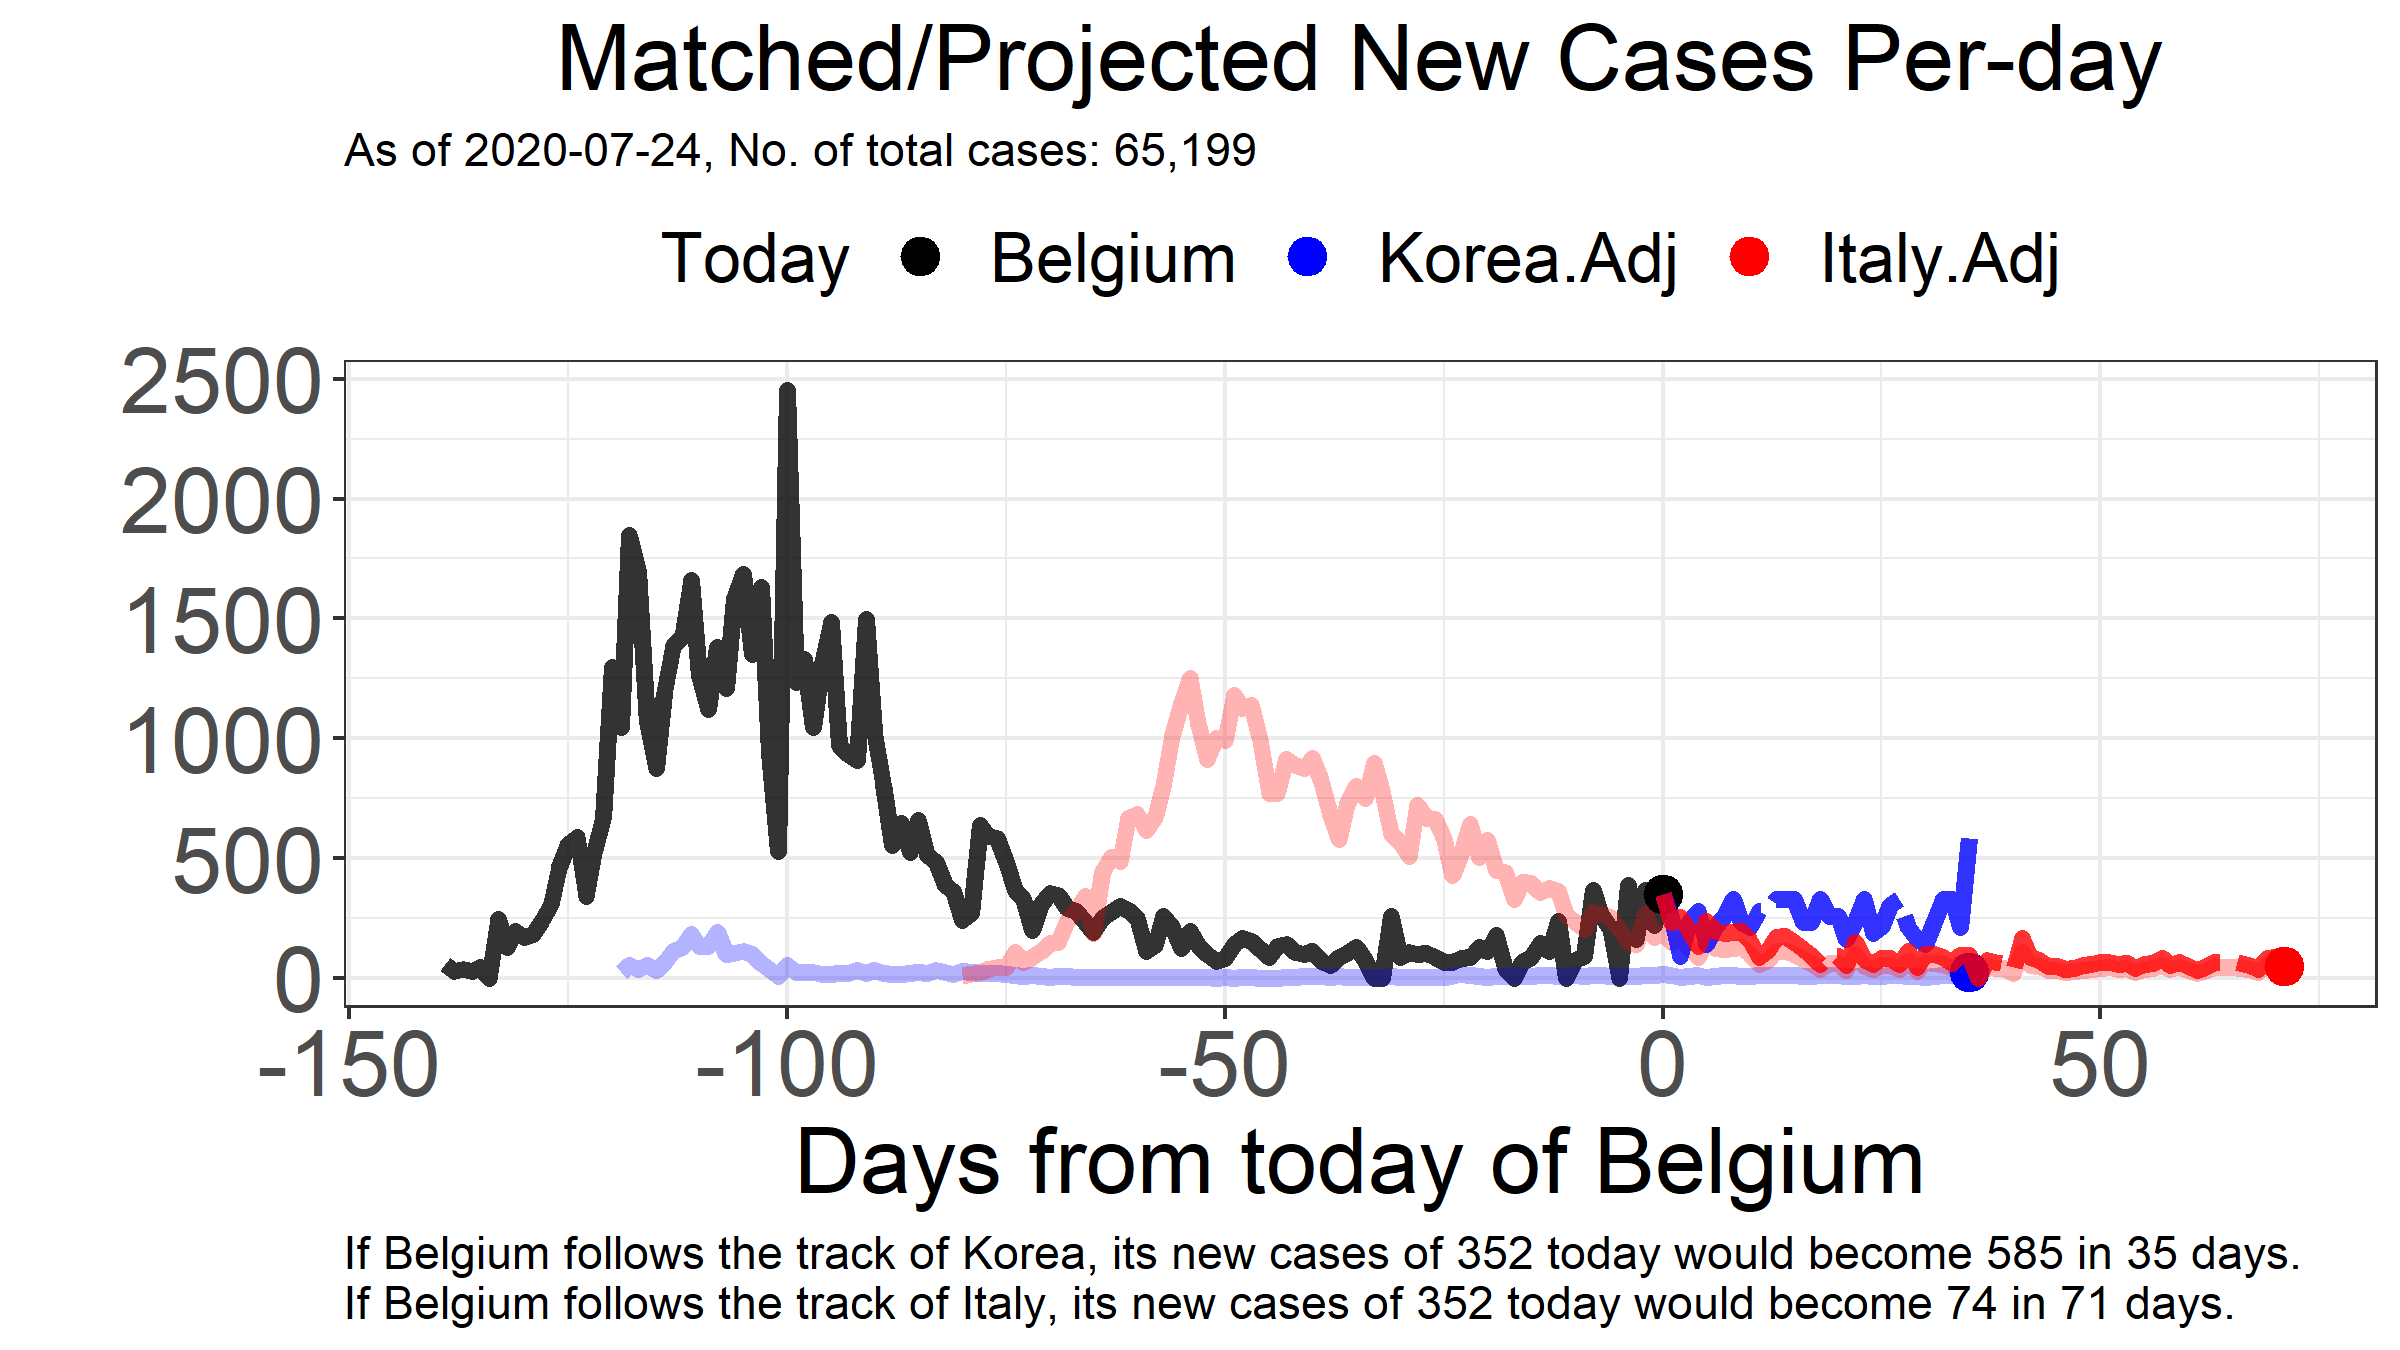 Matched/Projected New Cases Per-day
As of 2020-07-24, No. of total cases: 65,199
Today Belgium Korea.Adj Italy.Adj
2500
2000
1500
1000
500
0
-150 -100 -50 0 50
Days from today of Belgium
If Belgium follows the track of Korea, its new cases of 352 today would become 585 in 35 days.
If Belgium follows the track of Italy, its new cases of 352 today would become 74 in 71 days.